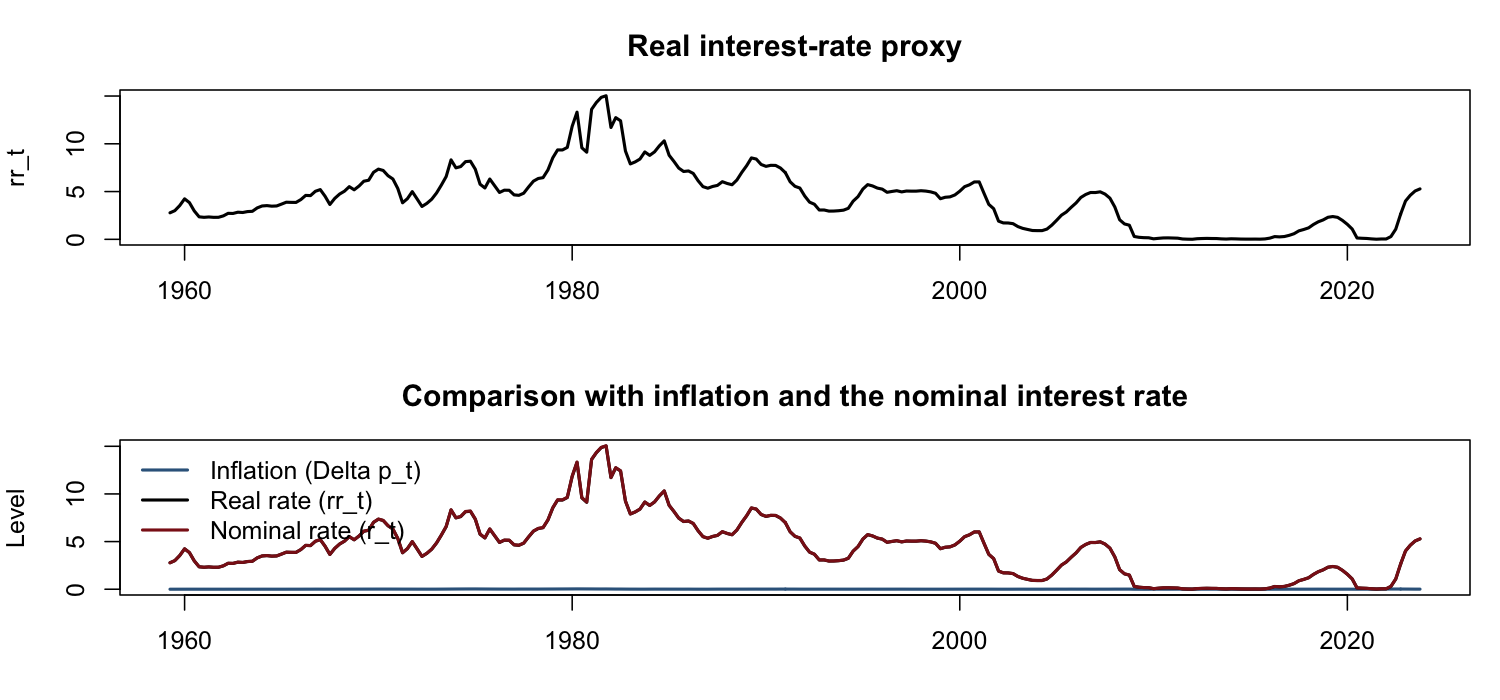 Real interest-rate proxy
rr_t
10
5
0
1960 1980 2000 2020
Comparison with inflation and the nominal interest rate
Level
10
5
0
Inflation (Delta p_t)
Real rate (rr_t)
Nominal rate (r_t)
1960 1980 2000 2020